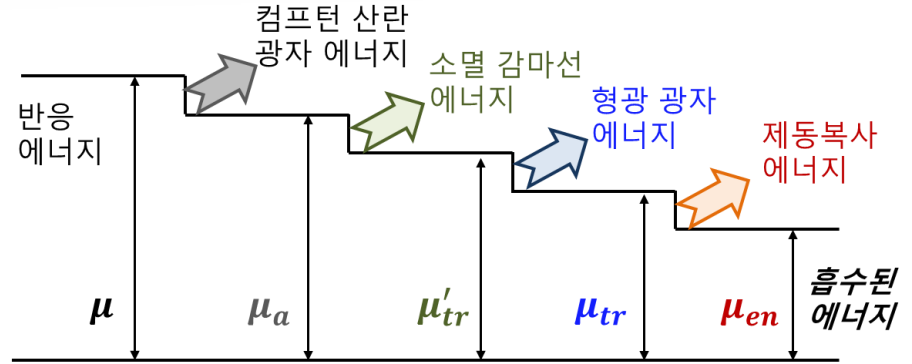 컴프턴 산란
광자 에너지
소멸 감마선
에너지
형광 광자
에너지
제동복사
에너지
반응
에너지
μ
μₐ
μ′ₜᵣ
μₜᵣ
μₑₙ
흡수된
에너지